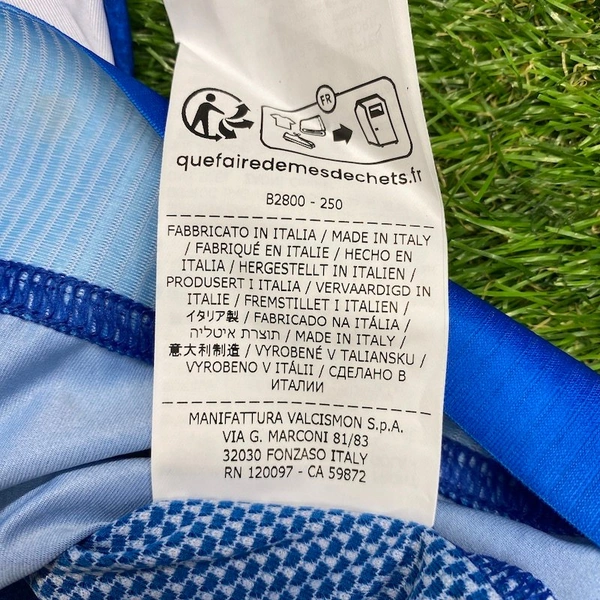 FR
quefairedemesdechets.fr
B2800 - 250
FABBRICATO IN ITALIA / MADE IN ITALY
/ FABRIQUÉ EN ITALIE / HECHO EN
ITALIA / HERGESTELLT IN ITALIEN /
PRODUSERT I ITALIA / VERVAARDIGD IN
ITALIE / FREMSTILLET I ITALIEN /
イタリア製 / FABRICADO NA ITÁLIA /
תוצרת איטליה / MADE IN ITALY /
意大利制造 / VYROBENÉ V TALIANSKU /
VYROBENO V ITÁLII / СДЕЛАНО В
ИТАЛИИ
MANIFATTURA VALCISMON S.p.A.
VIA G. MARCONI 81/83
32030 FONZASO ITALY
RN 120097 - CA 59872